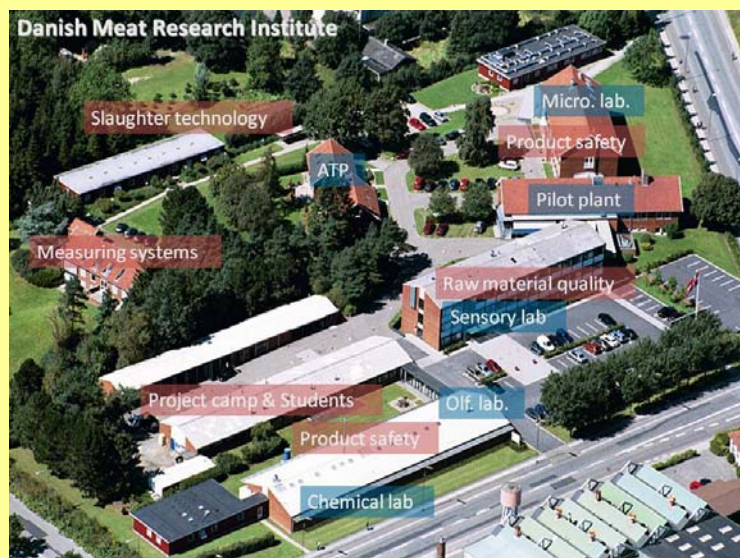 Danish Meat Research Institute
Micro. lab.
Slaughter technology
Product safety
ATP
Pilot plant
Measuring systems
Raw material quality
Sensory lab
Project camp & Students
Olf. lab.
Product safety
Chemical lab